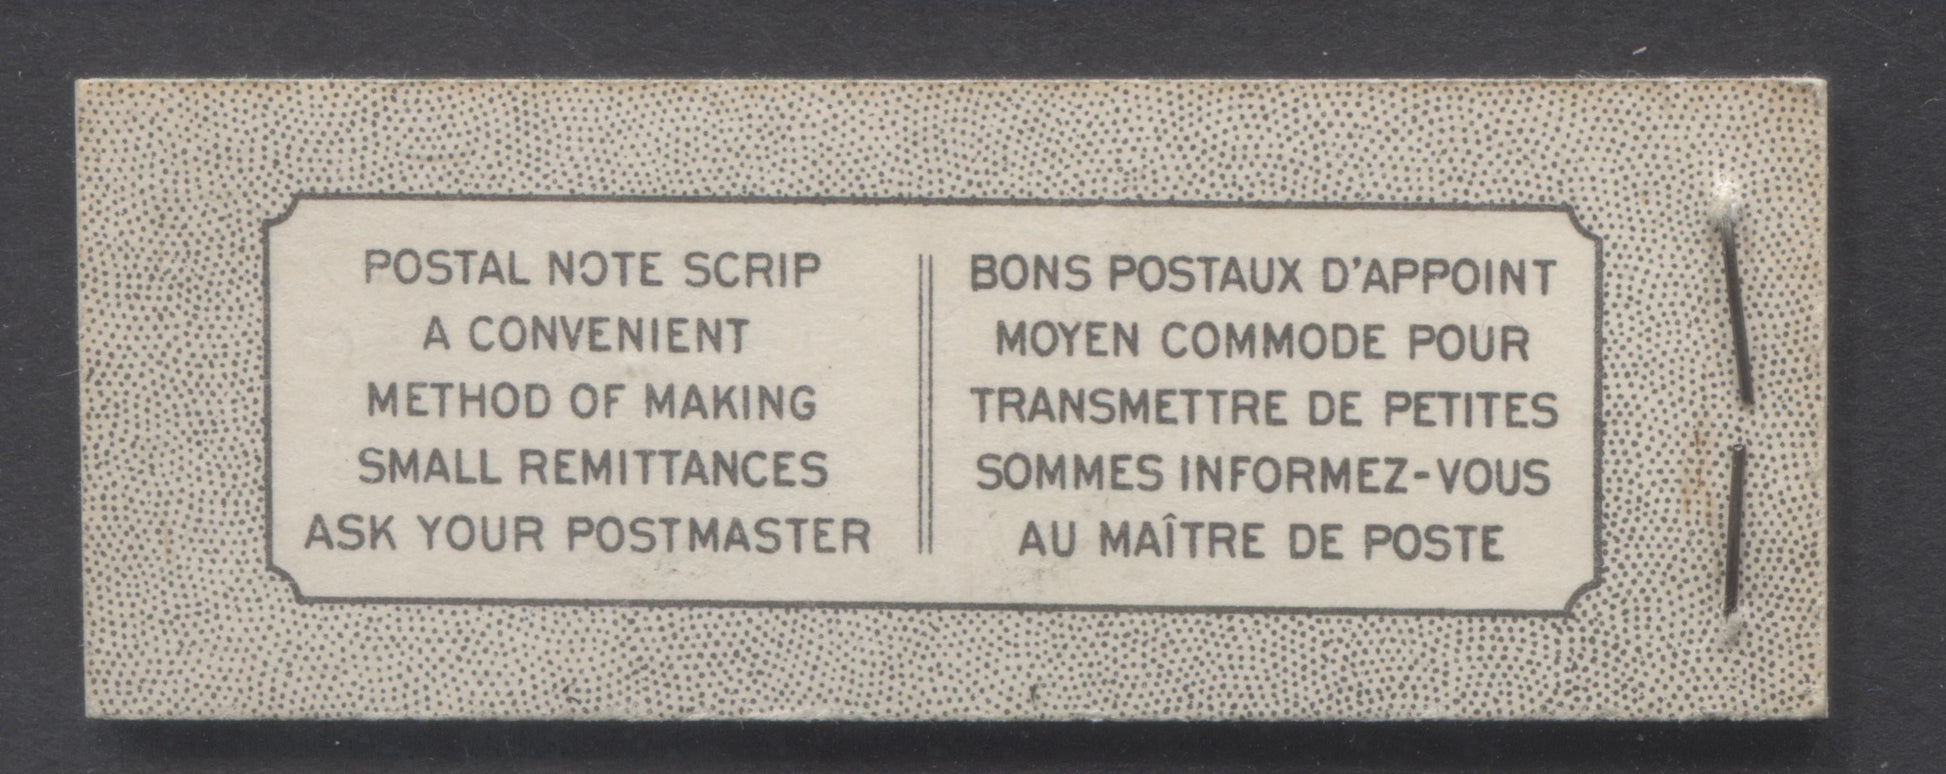 POSTAL NOTE SCRIP
A CONVENIENT
METHOD OF MAKING
SMALL REMITTANCES
ASK YOUR POSTMASTER
BONS POSTAUX D'APPOINT
MOYEN COMMODE POUR
TRANSMETTRE DE PETITES
SOMMES INFORMEZ-VOUS
AU MAÎTRE DE POSTE